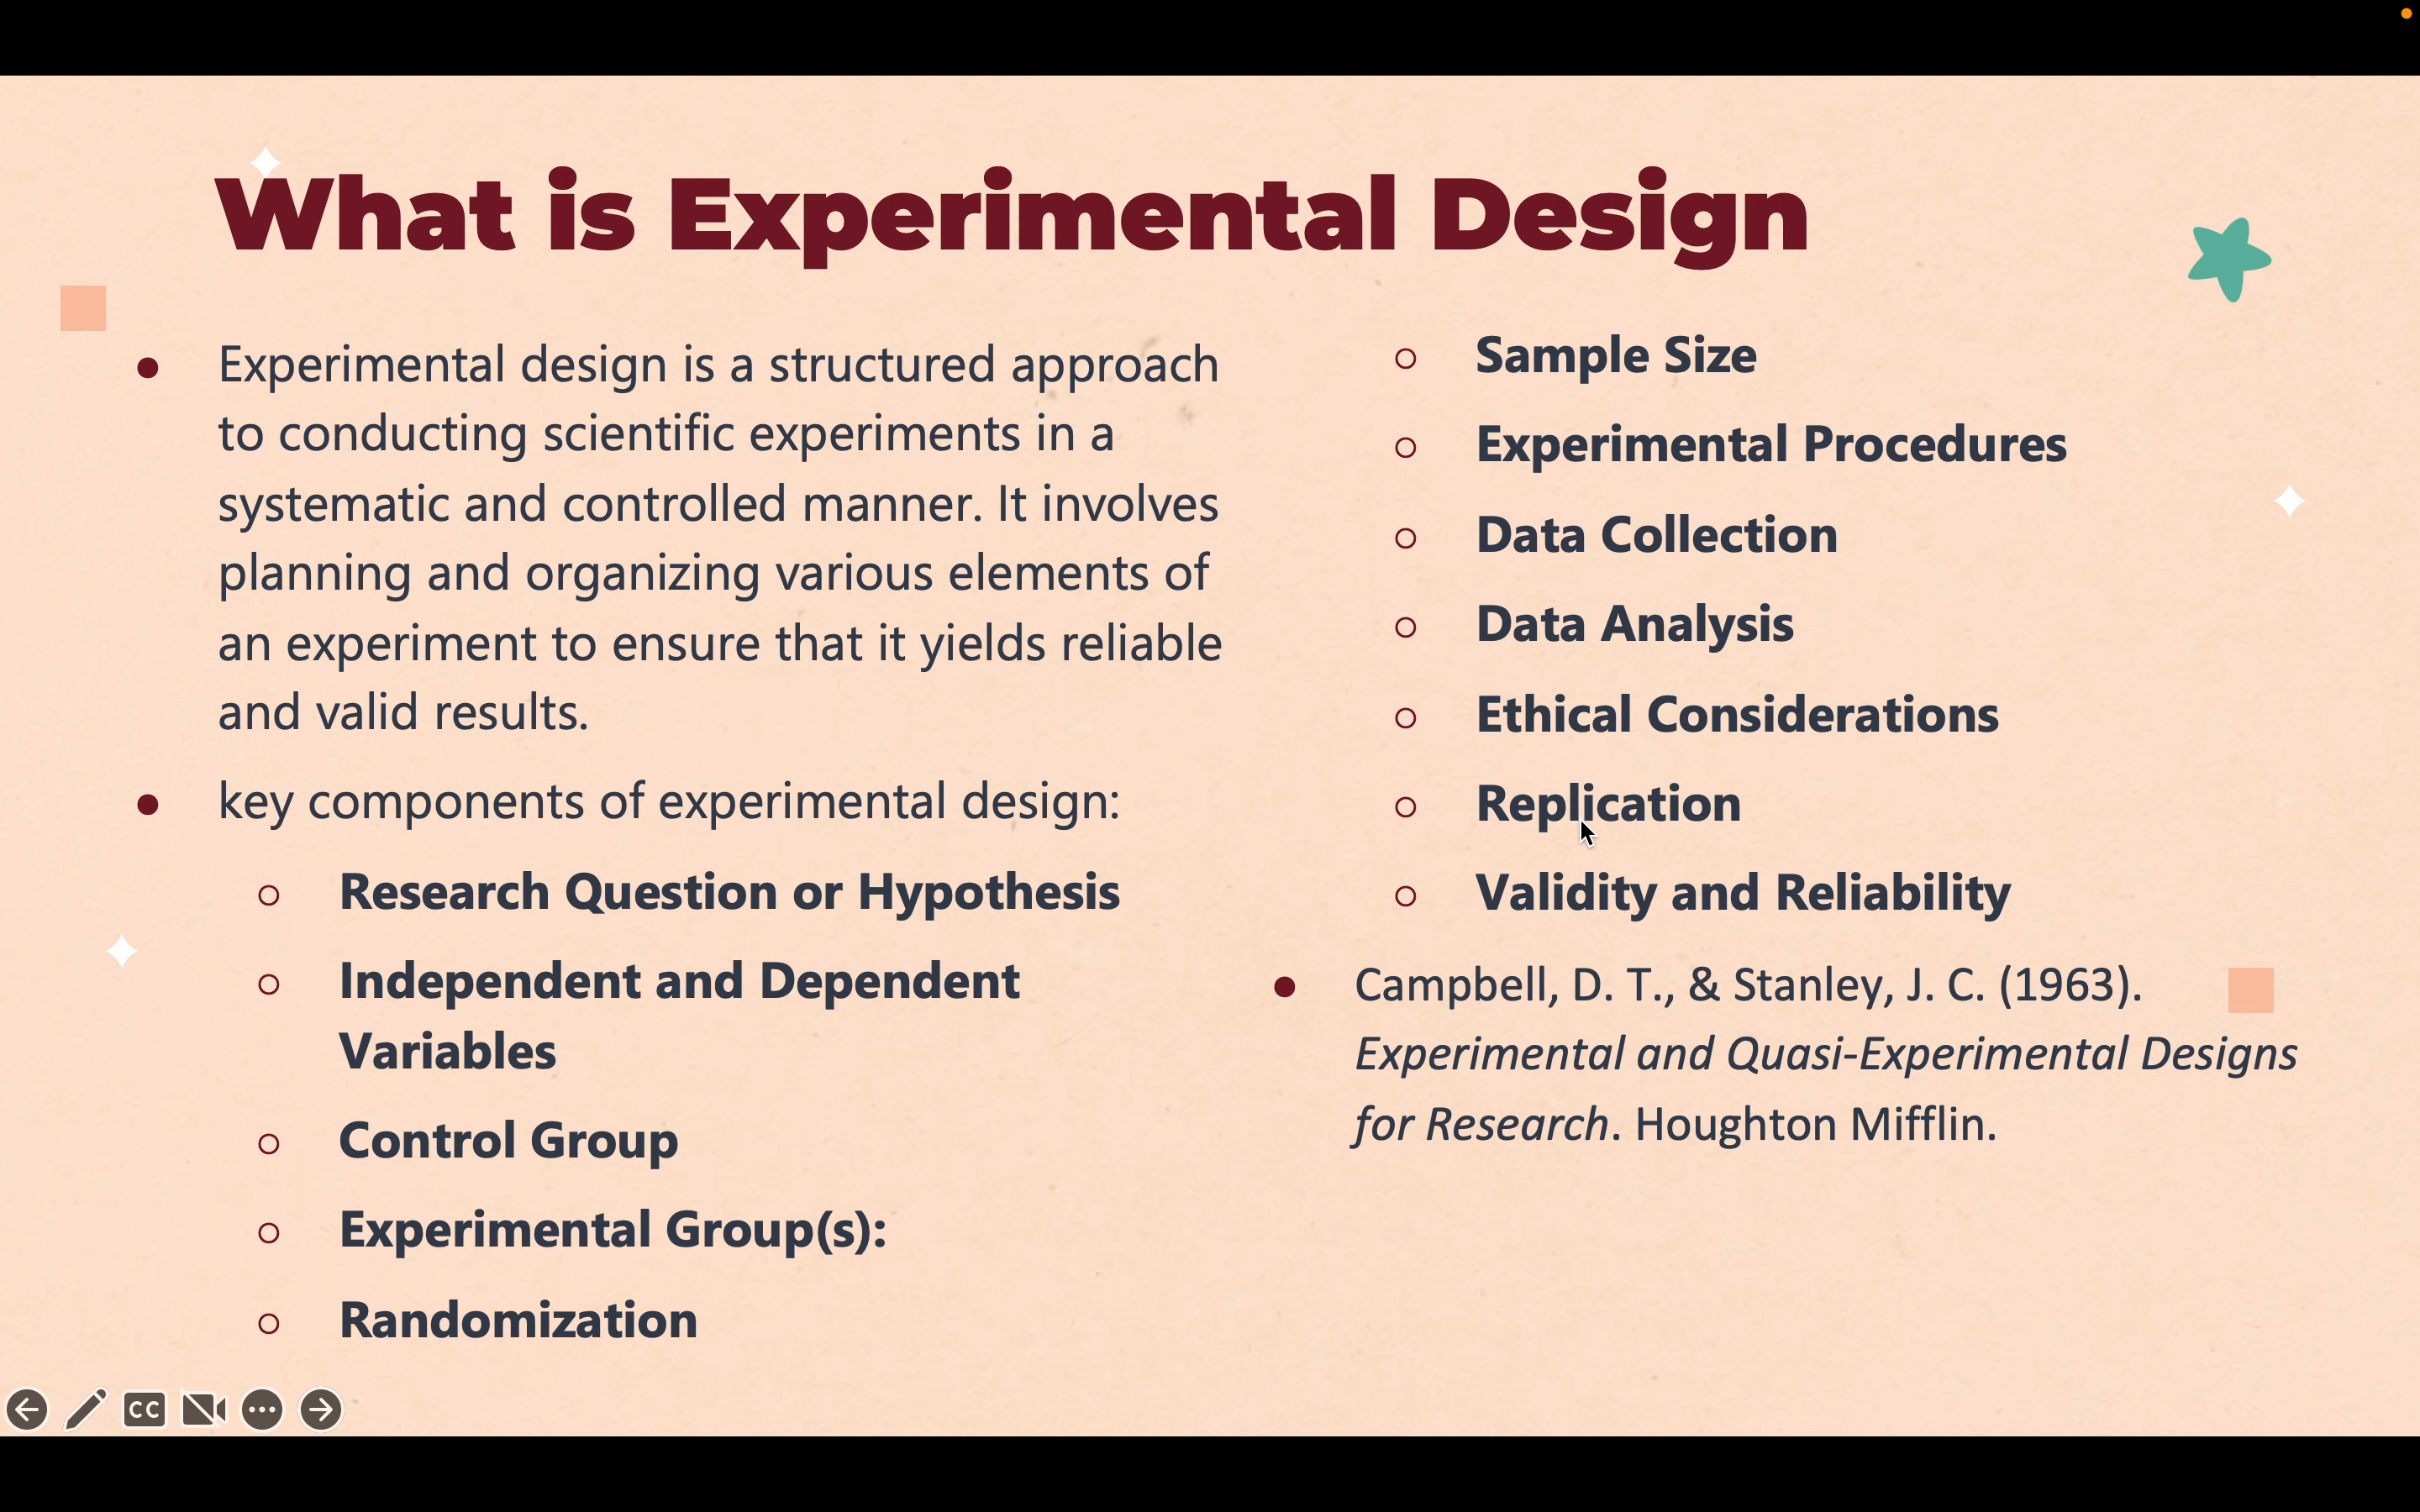 What is Experimental Design
Experimental design is a structured approach
to conducting scientific experiments in a
systematic and controlled manner. It involves
planning and organizing various elements of
an experiment to ensure that it yields reliable
and valid results.
key components of experimental design:
Research Question or Hypothesis
Independent and Dependent
Variables
Control Group
Experimental Group(s):
Randomization
Sample Size
Experimental Procedures
Data Collection
Data Analysis
Ethical Considerations
Replication
Validity and Reliability
Campbell, D. T., & Stanley, J. C. (1963).
Experimental and Quasi-Experimental Designs
for Research. Houghton Mifflin.
CC